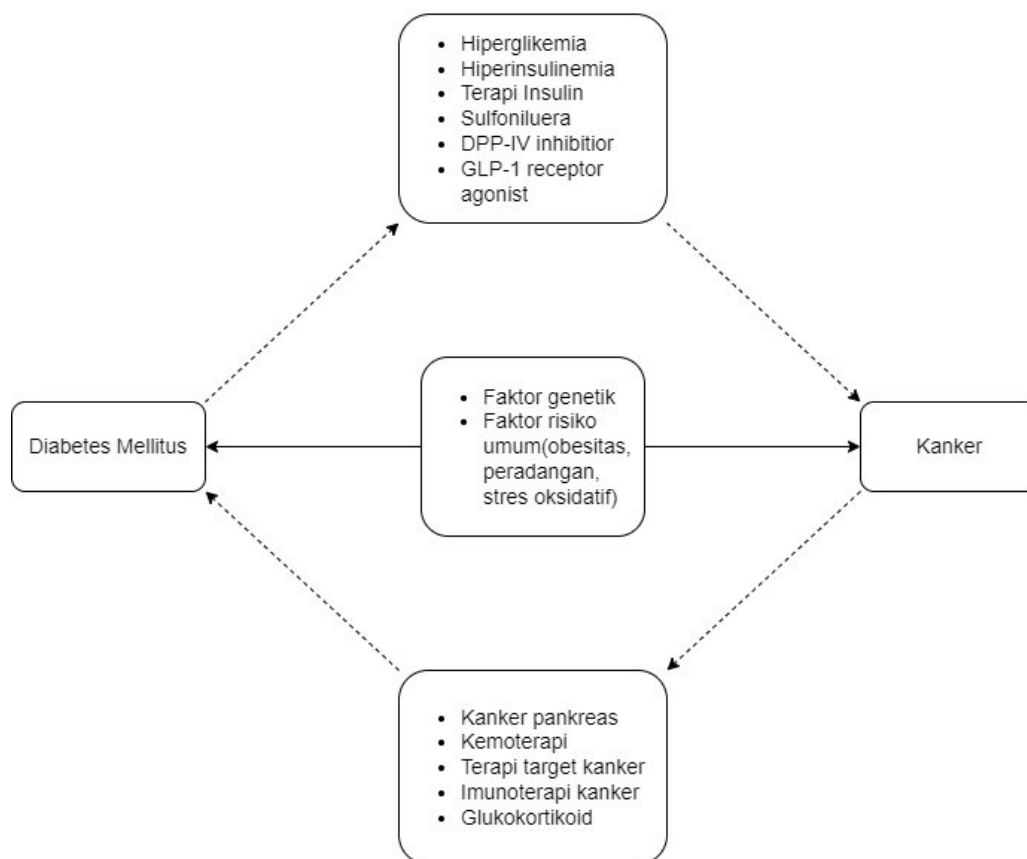 • Hiperglikemia
• Hiperinsulinemia
• Terapi Insulin
• Sulfoniluera
• DPP-IV inhibitior
• GLP-1 receptor
agonist
Diabetes Mellitus
• Faktor genetik
• Faktor risiko
umum(obesitas,
peradangan,
stres oksidatif)
Kanker
• Kanker pankreas
• Kemoterapi
• Terapi target kanker
• Imunoterapi kanker
• Glukokortikoid